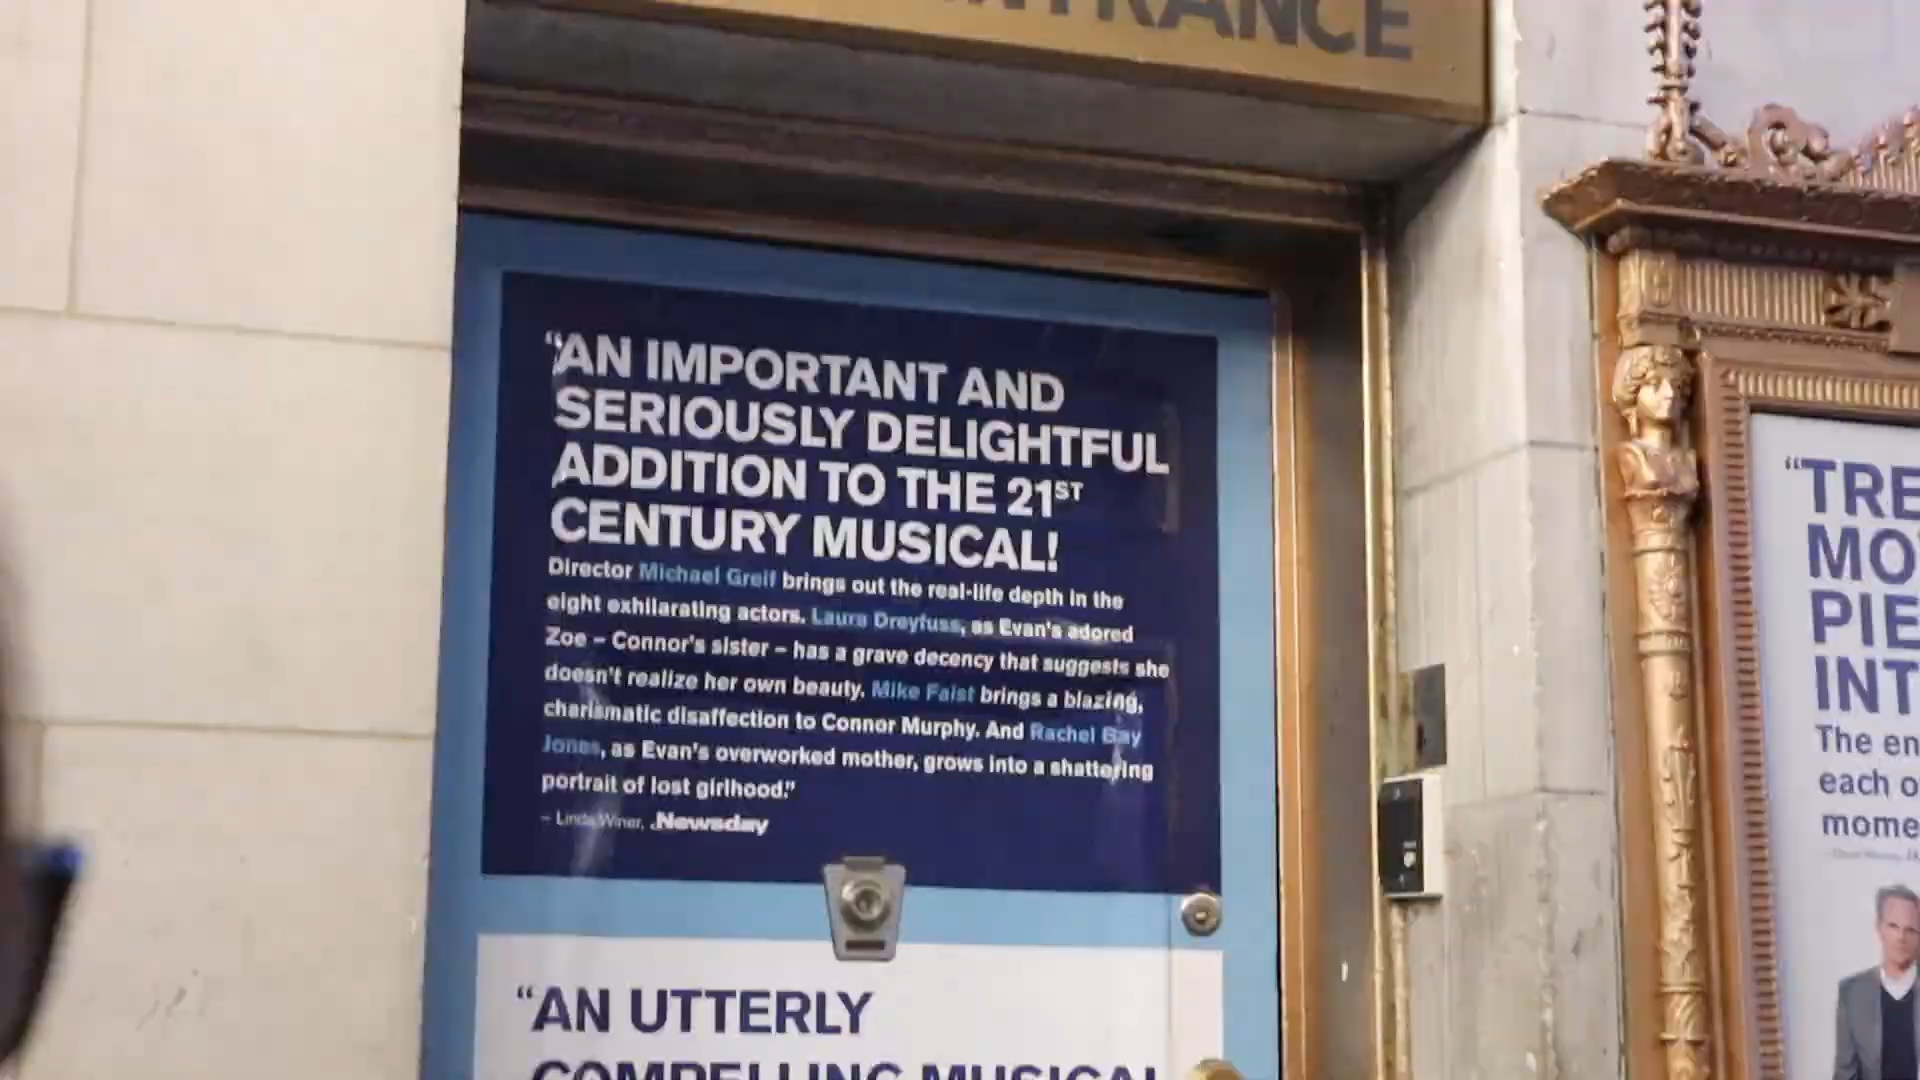 ENTRANCE
“AN IMPORTANT AND
SERIOUSLY DELIGHTFUL
ADDITION TO THE 21ST
CENTURY MUSICAL!
Director Michael Greif brings out the real-life depth in the
eight exhilarating actors. Laura Dreyfuss, as Evan's adored
Zoe – Connor's sister – has a grave decency that suggests she
doesn't realize her own beauty. Mike Faist brings a blazing,
charismatic disaffection to Connor Murphy. And Rachel Bay
Jones, as Evan's overworked mother, grows into a shattering
portrait of lost girlhood.”
– Linda Winer, Newsday
“AN UTTERLY
COMPELLING MUSICAL
“TRE
MO
PIE
INT
The en
each o
mome